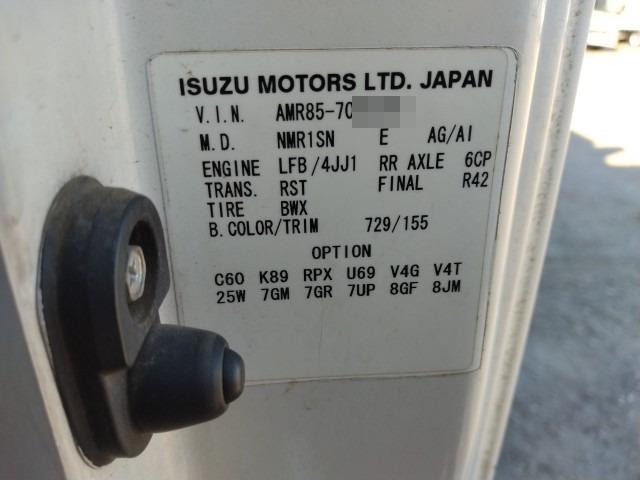 ISUZU MOTORS LTD. JAPAN
V.I.N. AMR85-70
M.D. NMR1SN E AG/AI
ENGINE LFB/4JJ1 RR AXLE 6CP
TRANS. RST FINAL R42
TIRE BWX
B.COLOR/TRIM 729/155
OPTION
C60 K89 RPX U69 V4G V4T
25W 7GM 7GR 7UP 8GF 8JM